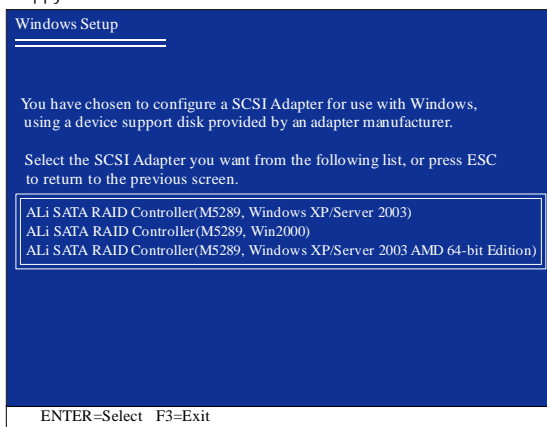 Windows Setup
You have chosen to configure a SCSI Adapter for use with Windows,
using a device support disk provided by an adapter manufacturer.
Select the SCSI Adapter you want from the following list, or press ESC
to return to the previous screen.
ALi SATA RAID Controller(M5289, Windows XP/Server 2003)
ALi SATA RAID Controller(M5289, Win2000)
ALi SATA RAID Controller(M5289, Windows XP/Server 2003 AMD 64-bit Edition)
ENTER=Select F3=Exit